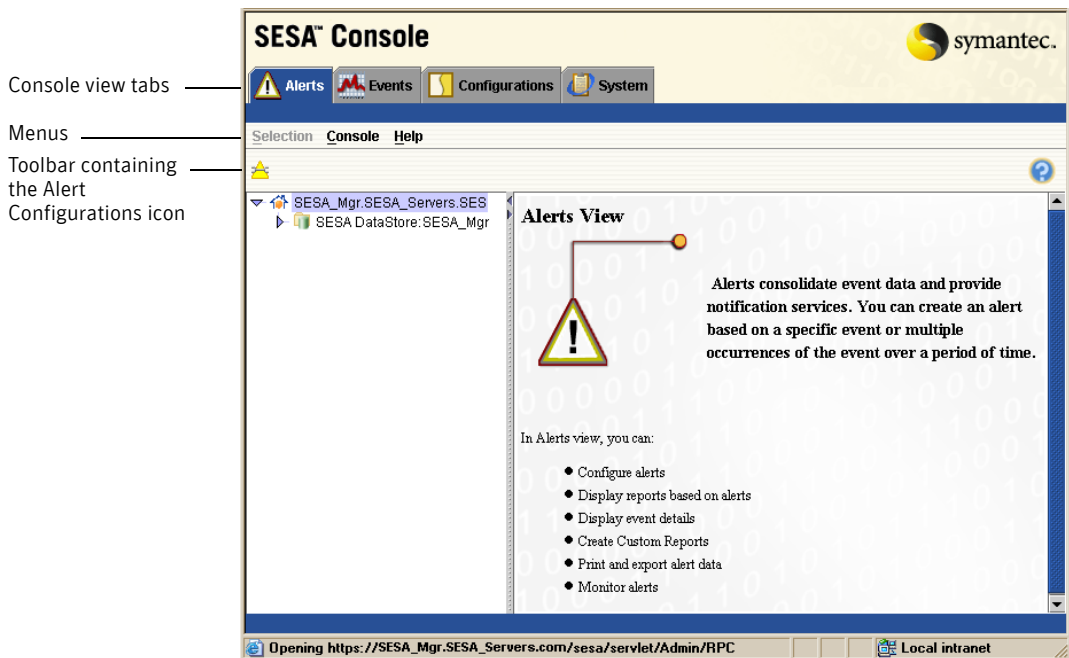 SESA™ Console
symantec.
Console view tabs
Alerts
Events
Configurations
System
Menus
Selection Console Help
Toolbar containing
the Alert
Configurations icon
SESA_Mgr.SESA_Servers.SES
SESA DataStore:SESA_Mgr
Alerts View
Alerts consolidate event data and provide
notification services. You can create an alert
based on a specific event or multiple
occurrences of the event over a period of time.
In Alerts view, you can:
Configure alerts
Display reports based on alerts
Display event details
Create Custom Reports
Print and export alert data
Monitor alerts
Opening https://SESA_Mgr.SESA_Servers.com/sesa/servlet/Admin/RPC
Local intranet